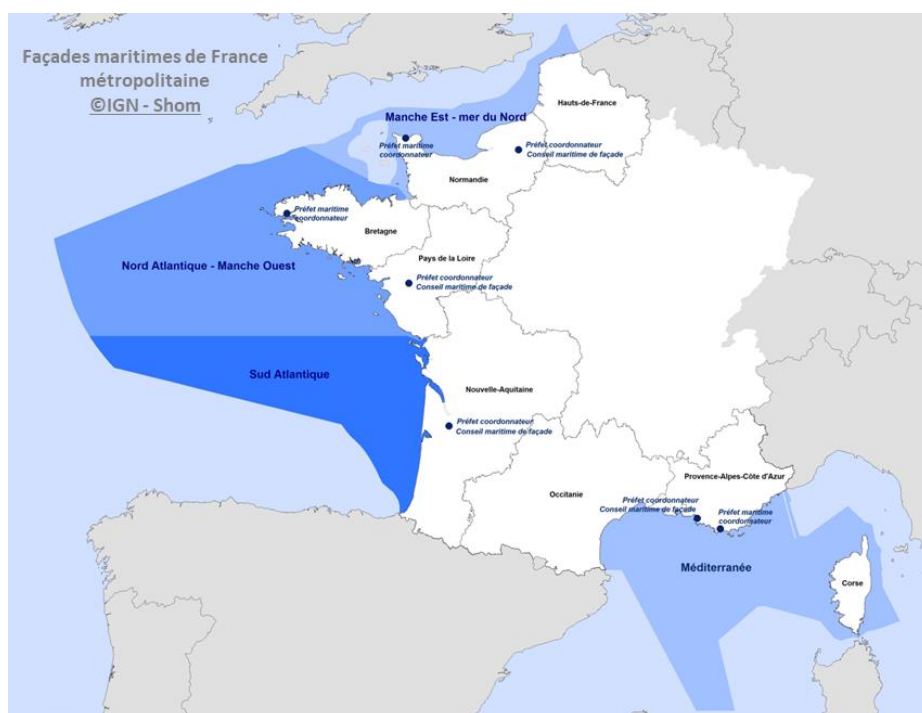 Façades maritimes de France
métropolitaine
©IGN - Shom
Hauts-de-France
Manche Est - mer du Nord
Préfet maritime
coordonnateur
Préfet coordonnateur
Conseil maritime de façade
Normandie
Préfet maritime
coordonnateur
Bretagne
Pays de la Loire
Nord Atlantique - Manche Ouest
Préfet coordonnateur
Conseil maritime de façade
Sud Atlantique
Nouvelle-Aquitaine
Préfet coordonnateur
Conseil maritime de façade
Provence-Alpes-Côte d'Azur
Occitanie
Préfet coordonnateur
Conseil maritime de façade
Préfet maritime
coordonnateur
Méditerranée
Corse